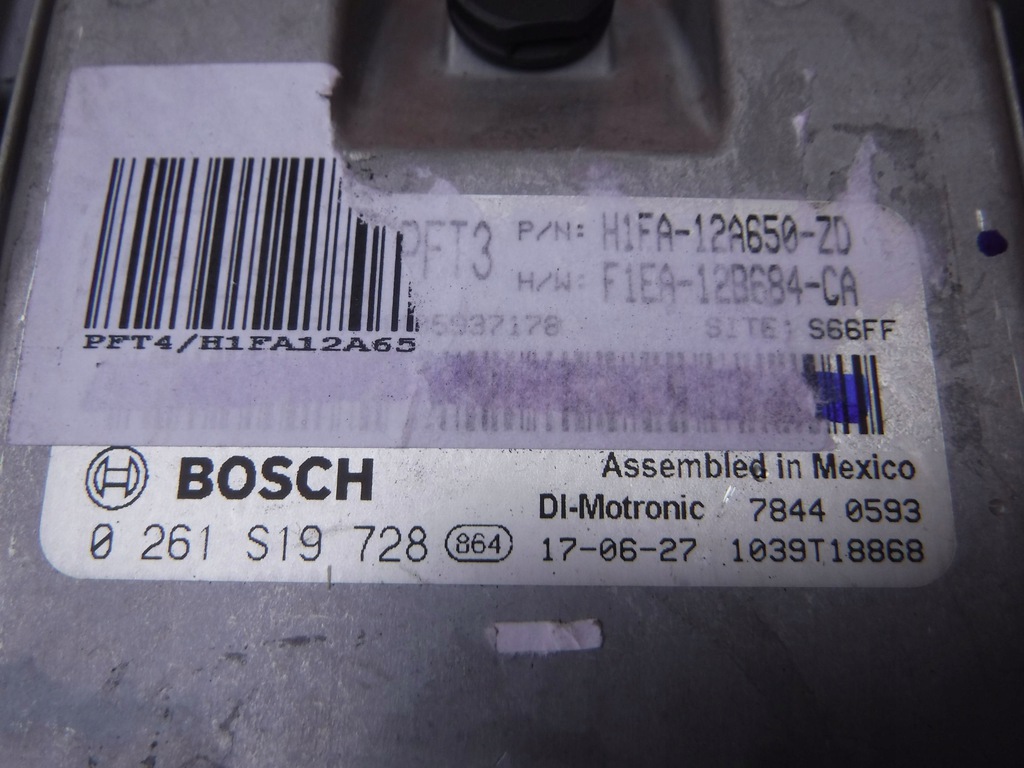 PFT3 P/N: H1FA-12A650-ZD
H/W: F1EA-12B684-CA
5937178 SITE: S66FF
PFT4/H1FA12A65
BOSCH Assembled in Mexico
DI-Motronic 7844 0593
0 261 S19 728 864 17-06-27 1039T18868